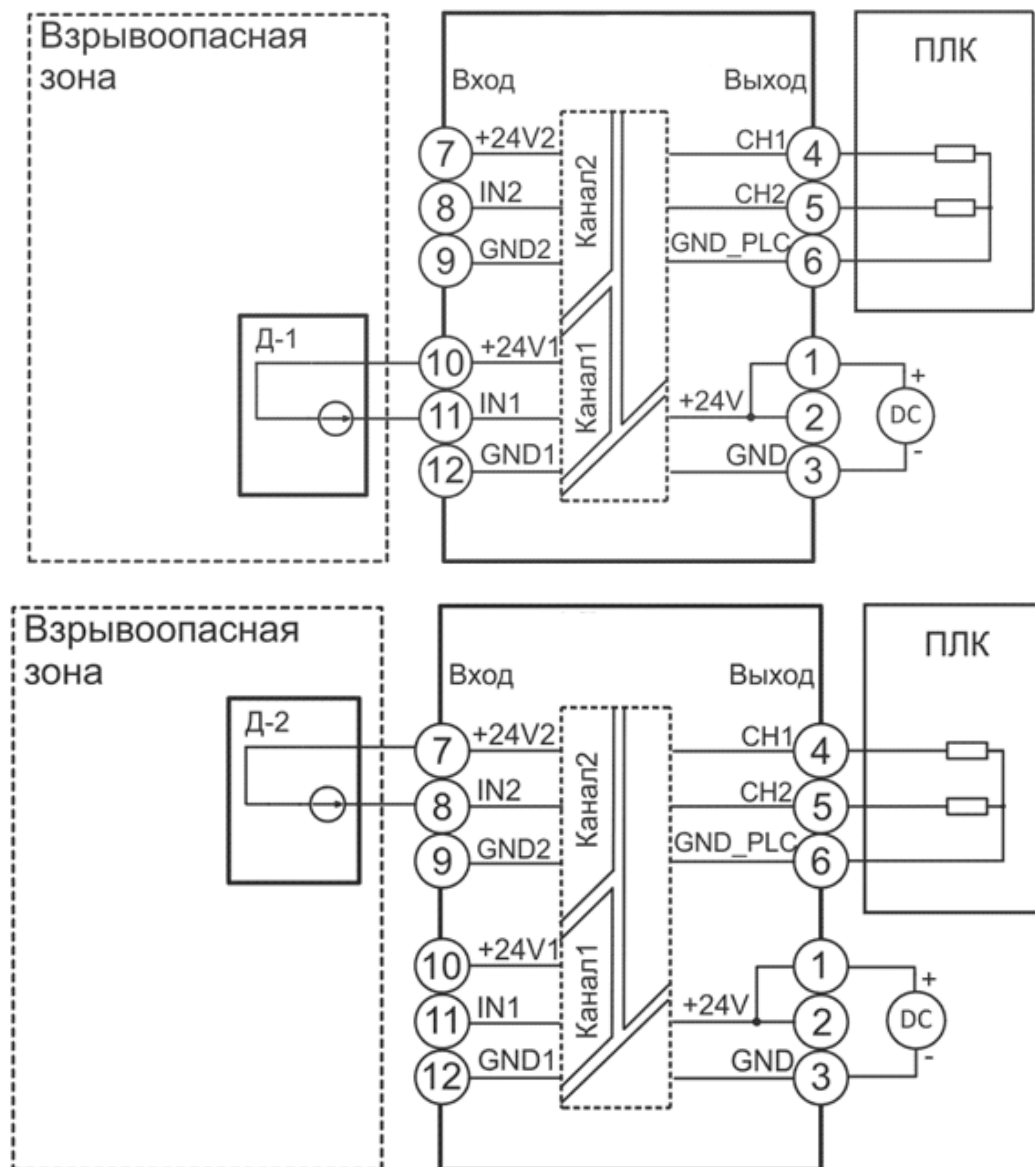 Взрывоопасная
зона
Вход
Выход
ПЛК
7
+24V2
8
IN2
9
GND2
Канал2
CH1
4
CH2
5
GND_PLC
6
Д-1
10
+24V1
11
IN1
12
GND1
Канал1
1
+24V
2
GND
3
+
DC
-
Взрывоопасная
зона
Вход
Выход
ПЛК
Д-2
7
+24V2
8
IN2
9
GND2
Канал2
CH1
4
CH2
5
GND_PLC
6
10
+24V1
11
IN1
12
GND1
Канал1
1
+24V
2
GND
3
+
DC
-